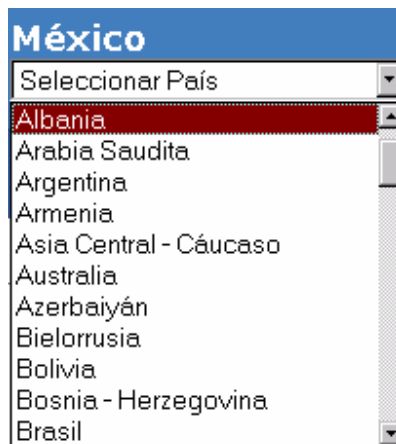 México
Seleccionar País
Albania
Arabia Saudita
Argentina
Armenia
Asia Central - Cáucaso
Australia
Azerbaiyán
Bielorrusia
Bolivia
Bosnia - Herzegovina
Brasil